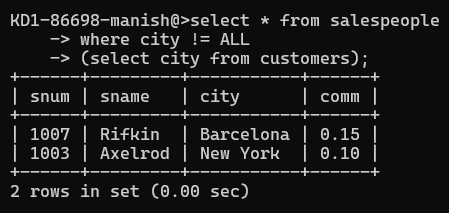 KD1-86698-manish@>select * from salespeople
    -> where city != ALL
    -> (select city from customers);
+------+---------+-----------+------+
| snum | sname   | city      | comm |
+------+---------+-----------+------+
| 1007 | Rifkin  | Barcelona | 0.15 |
| 1003 | Axelrod | New York  | 0.10 |
+------+---------+-----------+------+
2 rows in set (0.00 sec)